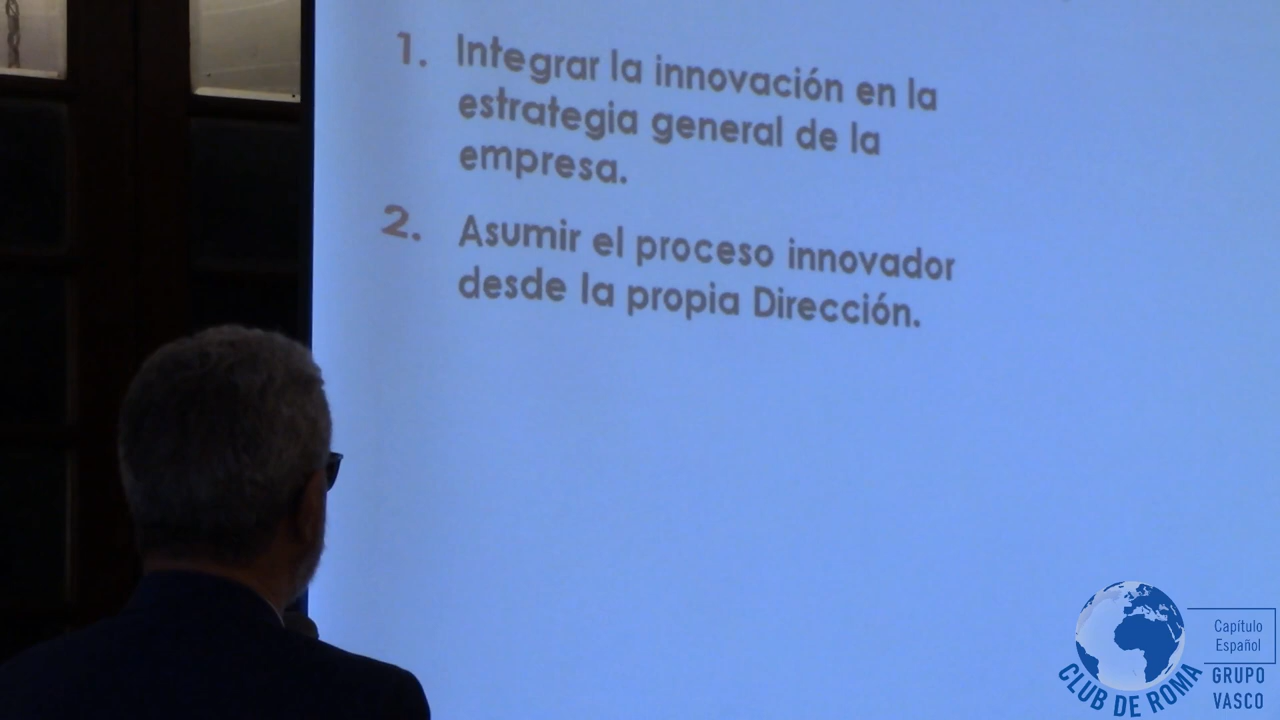 1. Integrar la innovación en la
estrategia general de la
empresa.
2. Asumir el proceso innovador
desde la propia Dirección.
Capítulo
Español
CLUB DE ROMA
GRUPO
VASCO